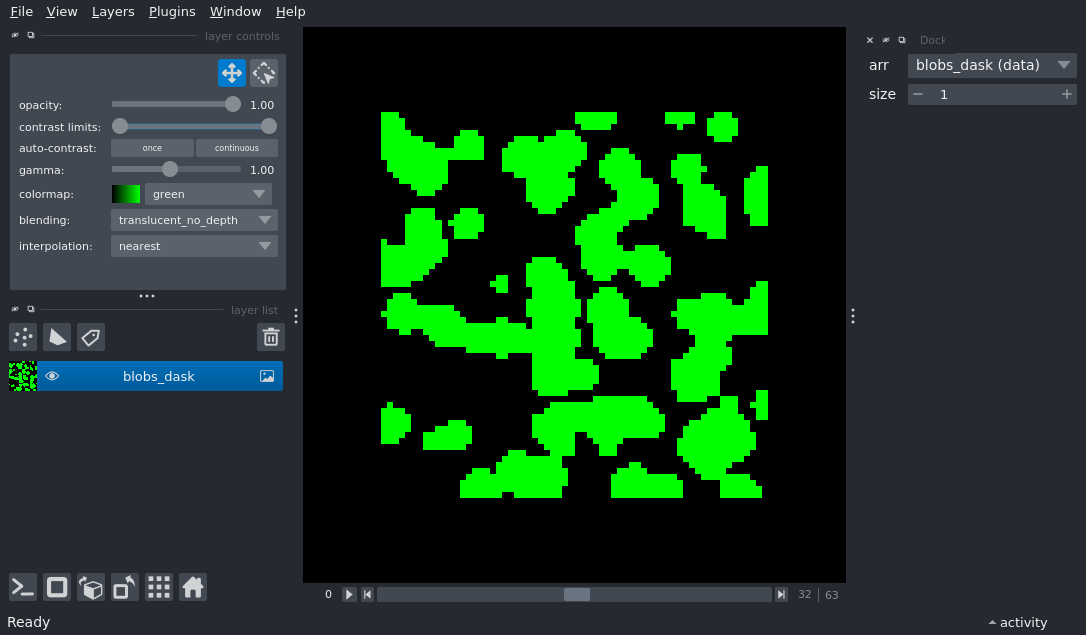 File View Layers Plugins Window Help
layer controls
opacity: 1.00
contrast limits:
auto-contrast: once continuous
gamma: 1.00
colormap: green
blending: translucent_no_depth
interpolation: nearest
layer list
blobs_dask
Dock
arr blobs_dask (data)
size 1
0 32 63
Ready
activity